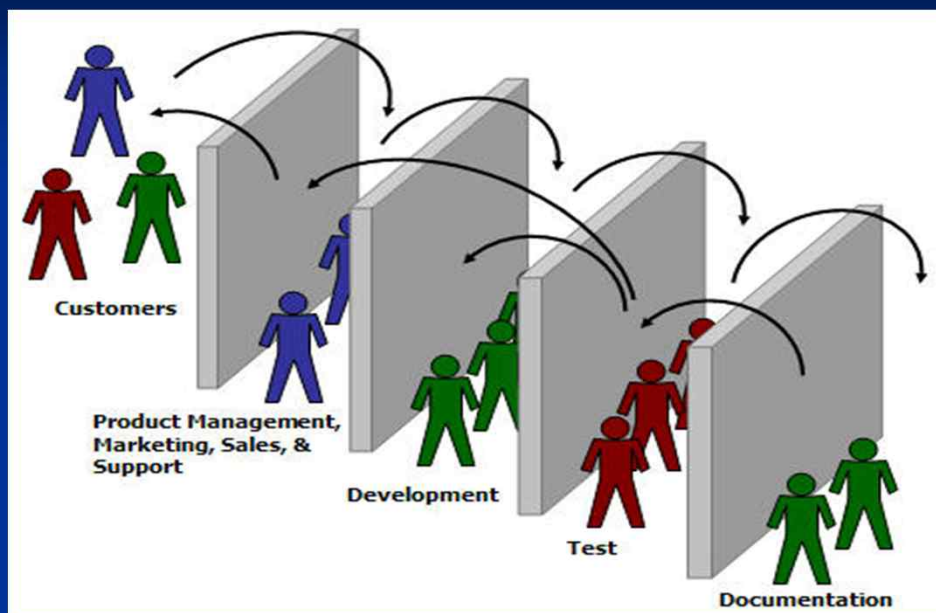 Customers
Product Management,
Marketing, Sales, &
Support
Development
Test
Documentation